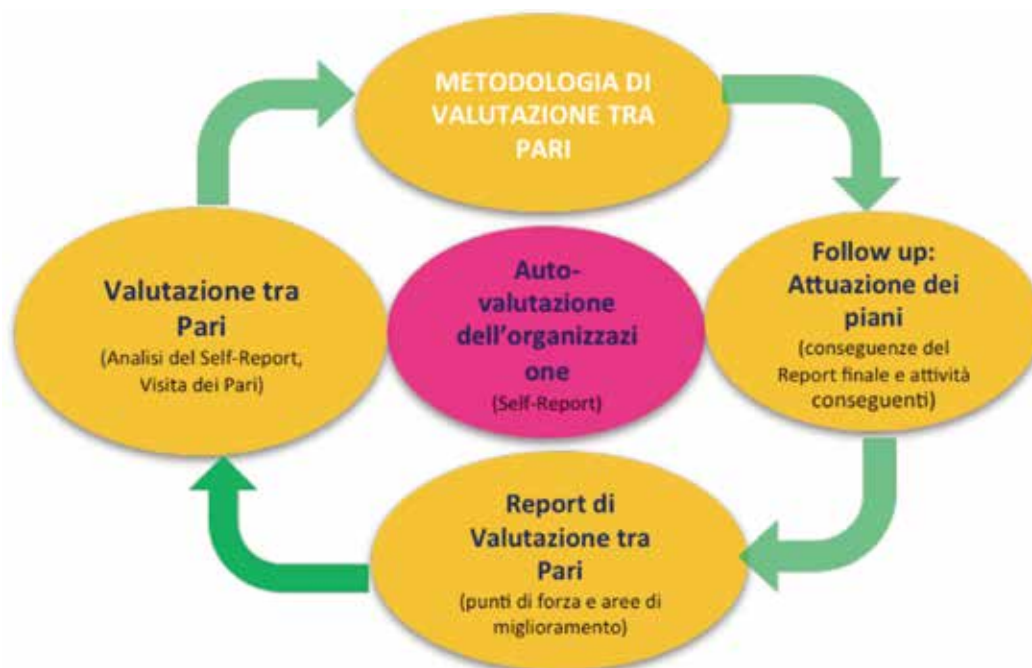 METODOLOGIA DI
VALUTAZIONE TRA
PARI
Valutazione tra
Pari
(Analisi del Self-Report,
Visita dei Pari)
Auto-
valutazione
dell'organizzazi
one
(Self-Report)
Follow up:
Attuazione dei
piani
(conseguenze del
Report finale e attività
conseguenti)
Report di
Valutazione tra
Pari
(punti di forza e aree di
miglioramento)